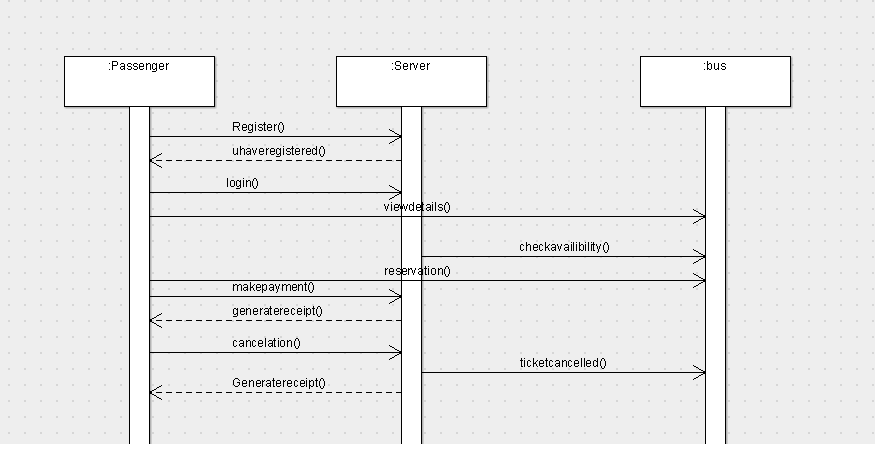 :Passenger
:Server
:bus
Register()
uhaveregistered()
login()
viewdetails()
checkavailibility()
reservation()
makepayment()
generatereceipt()
cancelation()
ticketcancelled()
Generatereceipt()